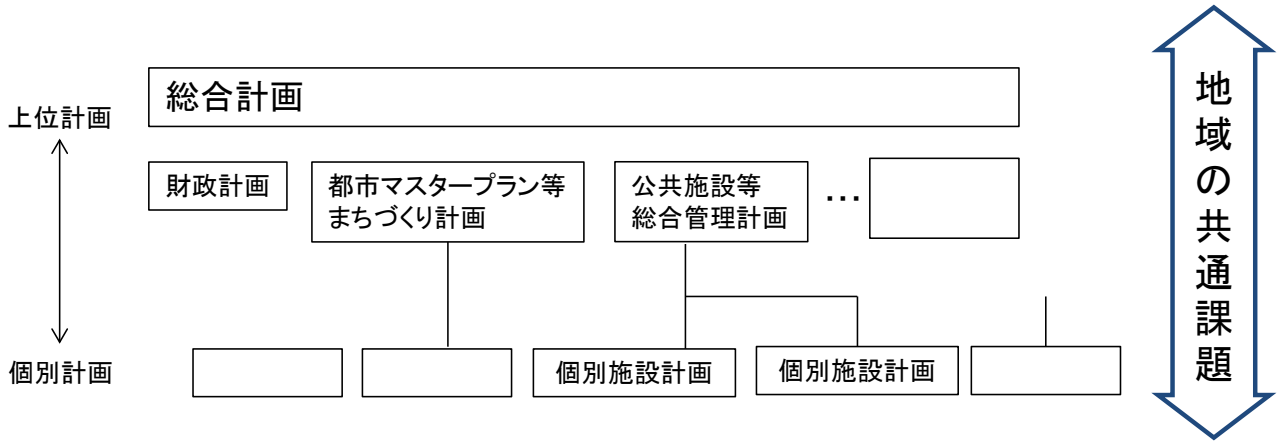 総合計画
上位計画
財政計画
都市マスタープラン等
まちづくり計画
公共施設等
総合管理計画
…
個別計画
個別施設計画
個別施設計画
地域の共通課題